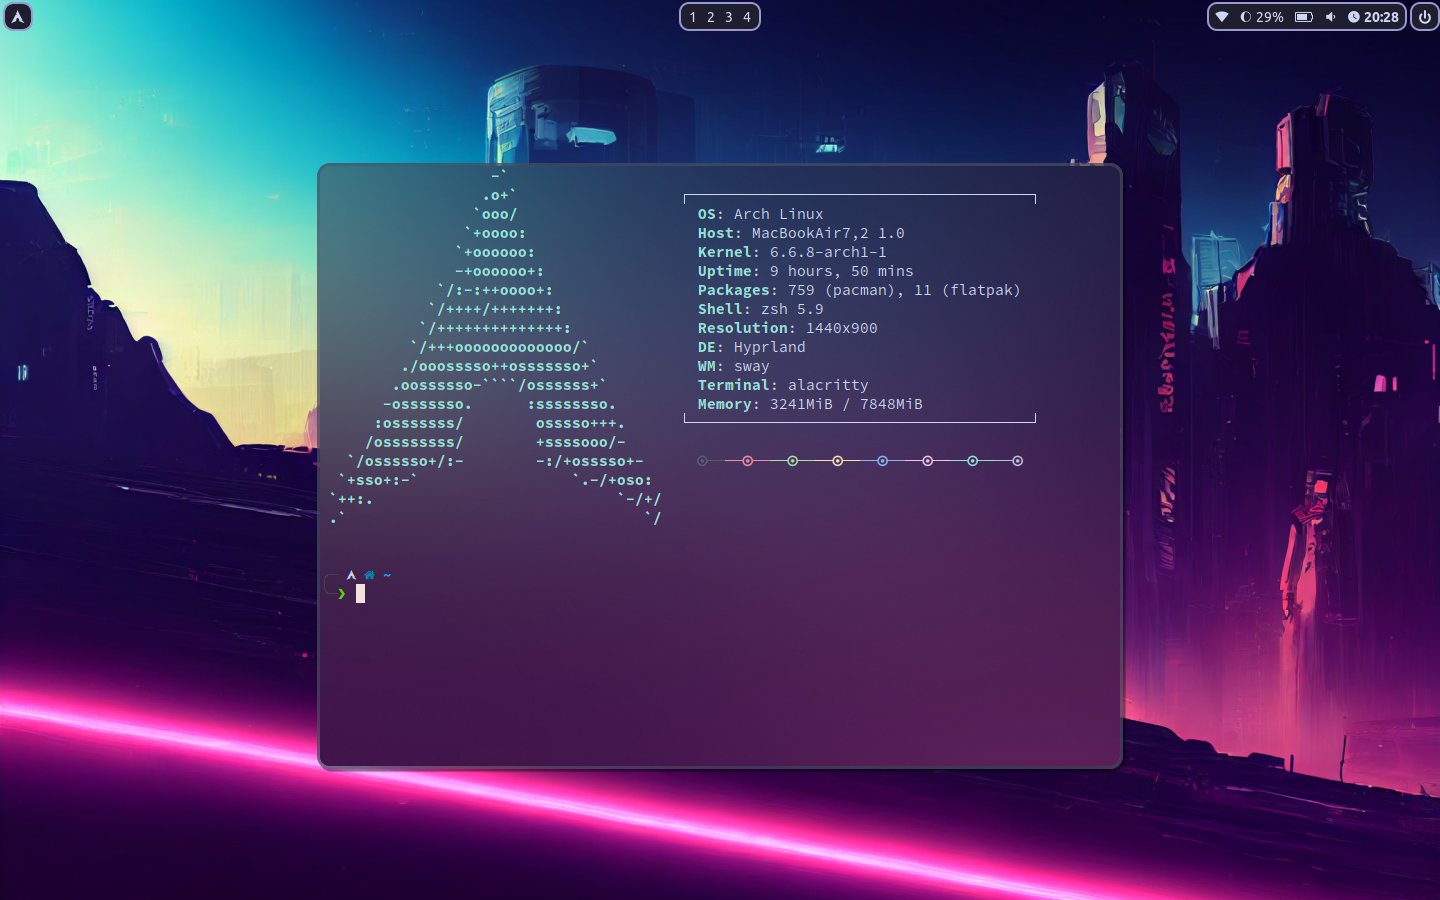 1 2 3 4
29%
20:28
-`
.o+`
`ooo/
`+oooo:
`+oooooo:
-+oooooo+:
`/:-:++oooo+:
`/++++/+++++++:
`/++++++++++++++:
`/+++ooooooooooooo/`
./ooosssso++osssssso+`
.oossssso-````/ossssss+`
-osssssso.      :ssssssso.
:osssssss/        osssso+++.
/ossssssss/        +ssssooo/-
`/ossssso+/:-        -:/+osssso+-
`+sso+:-`                 `.-/+oso:
`++:.                           `-/+/
.`                                 `/
OS: Arch Linux
Host: MacBookAir7,2 1.0
Kernel: 6.6.8-arch1-1
Uptime: 9 hours, 50 mins
Packages: 759 (pacman), 11 (flatpak)
Shell: zsh 5.9
Resolution: 1440x900
DE: Hyprland
WM: sway
Terminal: alacritty
Memory: 3241MiB / 7848MiB
~
❯